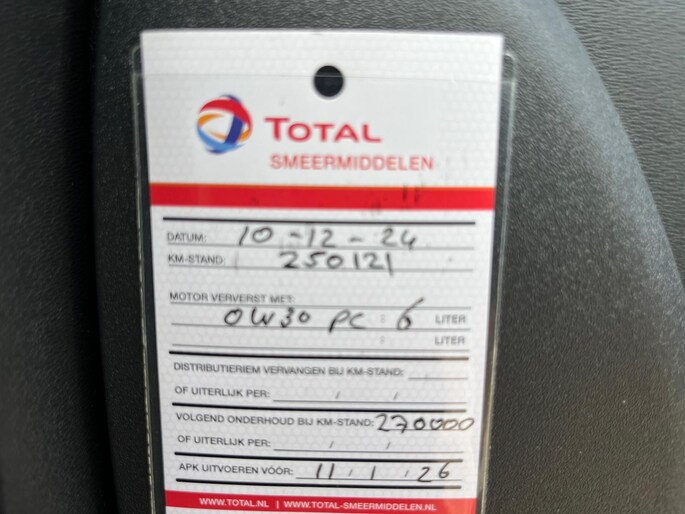 TOTAL
SMEERMIDDELEN
DATUM: 10-12-24
KM-STAND: 250121
MOTOR VERVERST MET:
0W30 PC 6 LITER
LITER
DISTRIBUTIERIEM VERVANGEN BIJ KM-STAND:
OF UITERLIJK PER: / /
VOLGEND ONDERHOUD BIJ KM-STAND: 270000
OF UITERLIJK PER: / /
APK UITVOEREN VÓÓR: 11 / 1 / 26
WWW.TOTAL.NL | WWW.TOTAL-SMEERMIDDELEN.NL